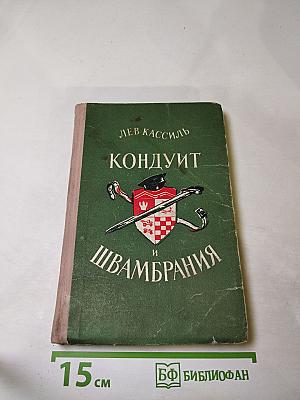 ЛЕВ КАССИЛЬ
КОНДУИТ
И
ШВАМБРАНИЯ
15 см
БФ БИБЛИОФАН